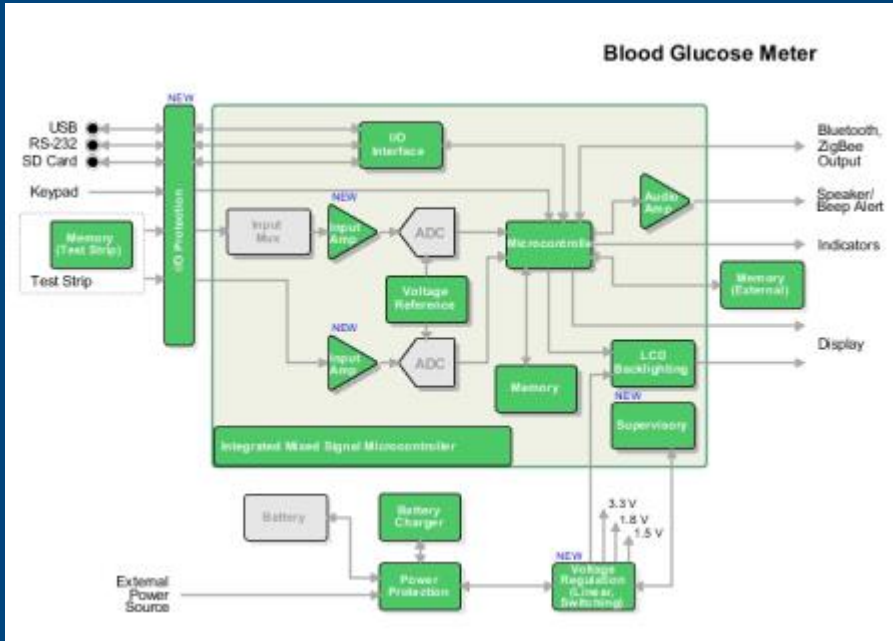 Blood Glucose Meter
NEW
USB
RS-232
SD Card
Keypad
Memory
(Test Strip)
Test Strip
I/O Protection
I/O
Interface
Input
Mux
NEW
Input
Amp
ADC
Voltage
Reference
NEW
Input
Amp
ADC
Microcontroller
Memory
Audio
Amp
Bluetooth,
ZigBee
Output
Speaker/
Beep Alert
Indicators
Memory
(External)
Display
LCD
Backlighting
NEW
Supervisory
Integrated Mixed Signal Microcontroller
Battery
Battery
Charger
Power
Protection
External
Power
Source
3.3 V
1.8 V
1.5 V
NEW
Voltage
Regulation
(Linear,
Switching)